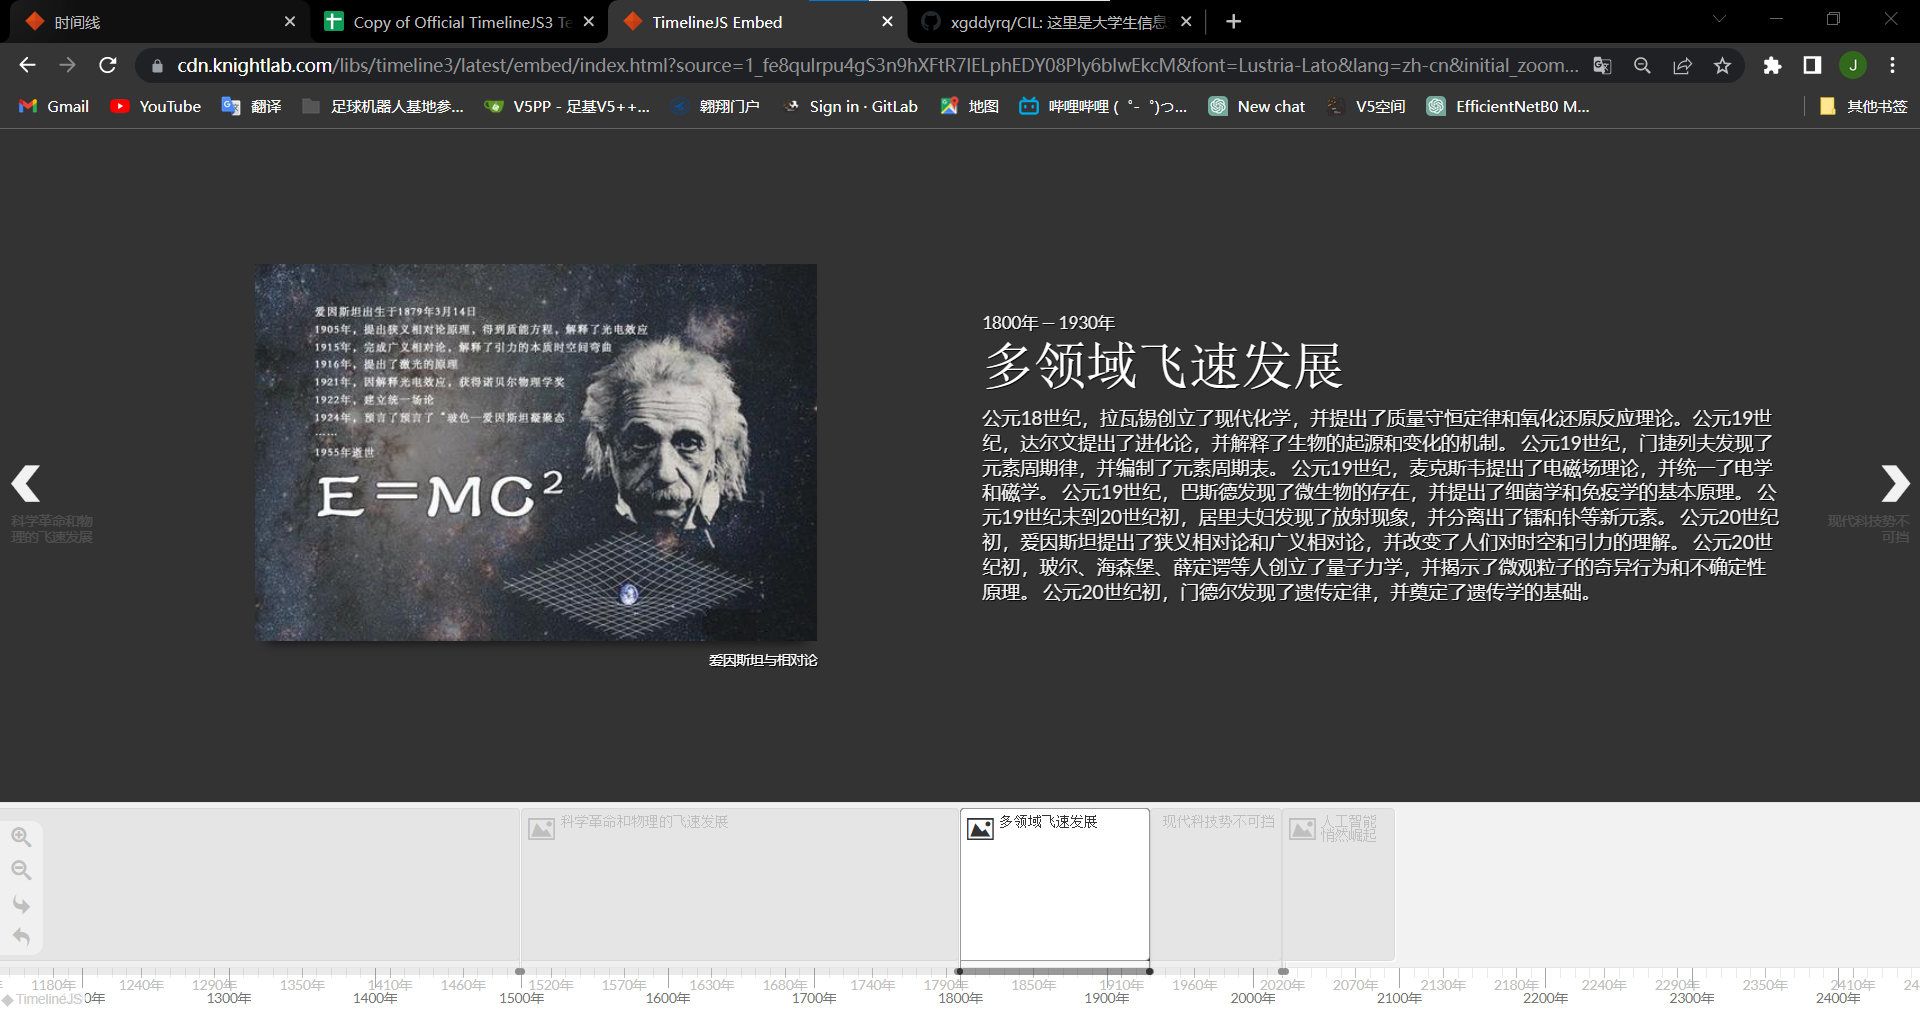 时间线
Copy of Official TimelineJS3 Te
TimelineJS Embed
xgddyrq/CIL: 这里是大学生信息
cdn.knightlab.com/libs/timeline3/latest/embed/index.html?source=1_fe8qulrpu4gS3n9hXFtR7IELphEDY08Ply6bIwEkcM&font=Lustria-Lato&lang=zh-cn&initial_zoom...
J
Gmail
YouTube
翻译
足球机器人基地参...
V5PP - 足基V5++...
翱翔门户
Sign in · GitLab
地图
哔哩哔哩 ( ゜- ゜)つ...
New chat
V5空间
EfficientNetB0 M...
其他书签
爱因斯坦出生于1879年3月14日
1905年，提出狭义相对论原理，得到质能方程，解释了光电效应
1915年，完成广义相对论，解释了引力的本质时空间弯曲
1916年，提出了激光的原理
1921年，因解释光电效应，获得诺贝尔物理学奖
1922年，建立统一场论
1924年，预言了预言了“玻色—爱因斯坦凝聚态
……
1955年逝世
E=MC²
爱因斯坦与相对论
1800年 — 1930年
多领域飞速发展
公元18世纪，拉瓦锡创立了现代化学，并提出了质量守恒定律和氧化还原反应理论。公元19世
纪，达尔文提出了进化论，并解释了生物的起源和变化的机制。 公元19世纪，门捷列夫发现了
元素周期律，并编制了元素周期表。 公元19世纪，麦克斯韦提出了电磁场理论，并统一了电学
和磁学。 公元19世纪，巴斯德发现了微生物的存在，并提出了细菌学和免疫学的基本原理。 公
元19世纪末到20世纪初，居里夫妇发现了放射现象，并分离出了镭和钋等新元素。 公元20世纪
初，爱因斯坦提出了狭义相对论和广义相对论，并改变了人们对时空和引力的理解。 公元20世
纪初，玻尔、海森堡、薛定谔等人创立了量子力学，并揭示了微观粒子的奇异行为和不确定性
原理。 公元20世纪初，门德尔发现了遗传定律，并奠定了遗传学的基础。
科学革命和物
理的飞速发展
现代科技势不
可挡
科学革命和物理的飞速发展
多领域飞速发展
现代科技势不可挡
人工智能
悄然崛起
1180年 1240年 1290年 1350年 1410年 1460年 1520年 1570年 1630年 1680年 1740年 1790年 1850年 1910年 1960年 2020年 2070年 2130年 2180年 2240年 2290年 2350年 2410年 24
TimelineJS 0年 1300年 1400年 1500年 1600年 1700年 1800年 1900年 2000年 2100年 2200年 2300年 2400年